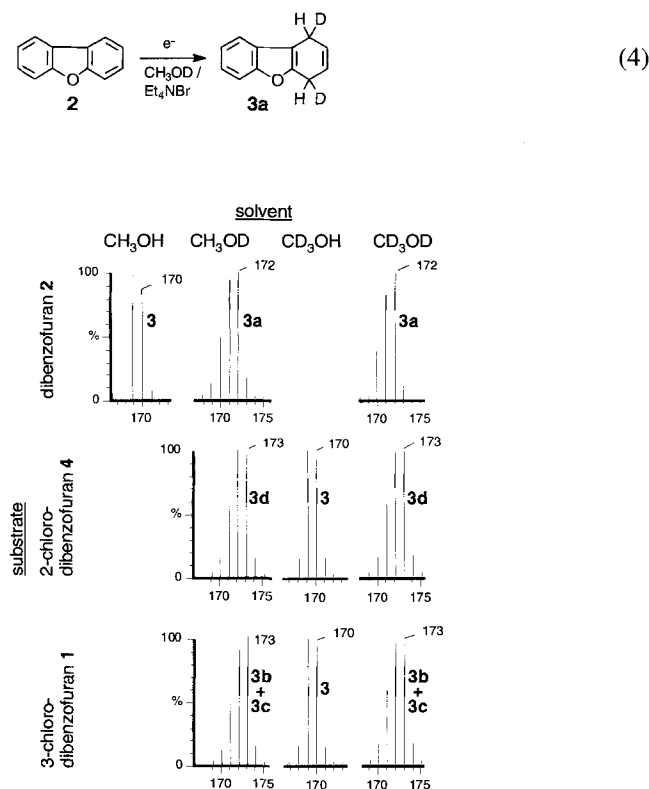 e⁻
CH₃OD /
Et₄NBr
O
2
H D
O
H D
3a
(4)
solvent
CH₃OH CH₃OD CD₃OH CD₃OD
dibenzofuran 2
100
%
0
170
3
170
172
3a
170 175
172
3a
170 175
substrate
2-chloro-
dibenzofuran 4
100
%
0
173
3d
170 175
170
3
170
173
3d
170 175
3-chloro-
dibenzofuran 1
100
%
0
173
3b
+
3c
170 175
170
3
170
173
3b
+
3c
170 175